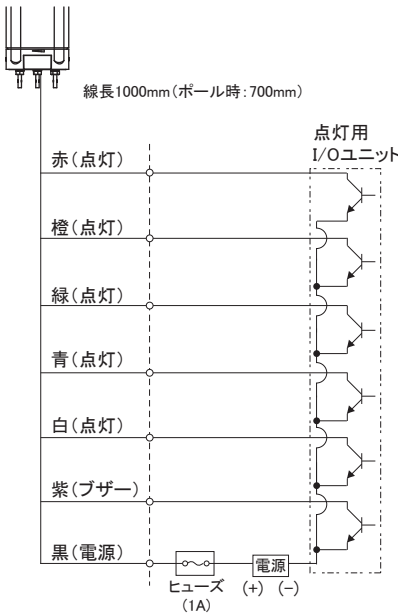 線長1000mm(ポール時:700mm)
点灯用
I/Oユニット
赤(点灯)
橙(点灯)
緑(点灯)
青(点灯)
白(点灯)
紫(ブザー)
黒(電源)
電源
ヒューズ
(+) (−)
(1A)